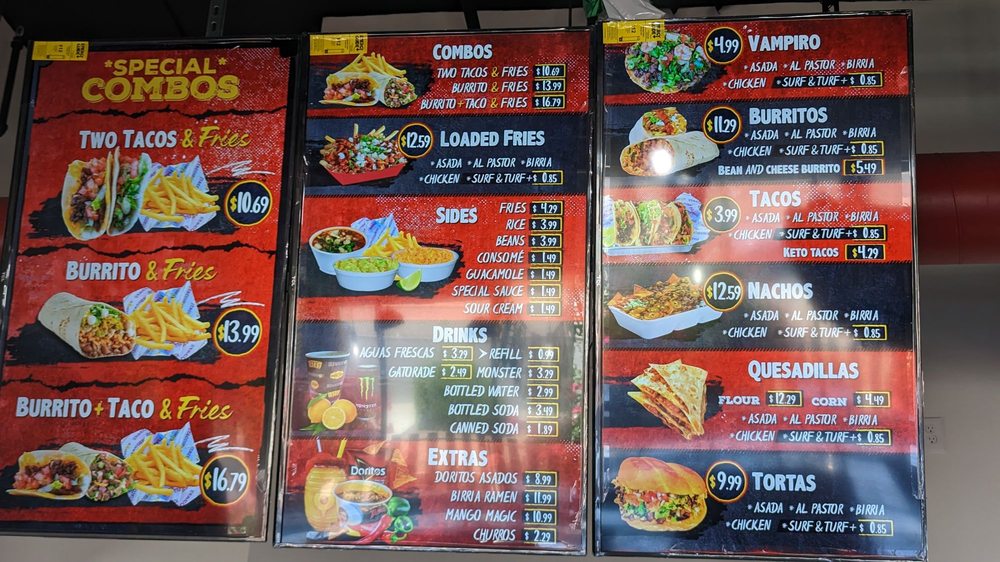 *SPECIAL*
COMBOS
TWO TACOS & Fries
$10.69
BURRITO & Fries
$13.99
BURRITO + TACO & Fries
$16.79
COMBOS
TWO TACOS & FRIES $10.69
BURRITO & FRIES $13.99
BURRITO + TACO & FRIES $16.79
$12.59 LOADED FRIES
*ASADA *AL PASTOR *BIRRIA
*CHICKEN *SURF & TURF+$ 0.85
SIDES
FRIES $ 4.29
RICE $ 3.99
BEANS $ 3.99
CONSOMÉ $ 1.49
GUACAMOLE $ 1.49
SPECIAL SAUCE $ 1.49
SOUR CREAM $ 1.49
DRINKS
AGUAS FRESCAS $ 3.79 > REFILL $ 0.99
GATORADE $ 2.49 MONSTER $ 3.79
BOTTLED WATER $ 2.99
BOTTLED SODA $ 3.49
CANNED SODA $ 1.89
EXTRAS
Doritos
DORITOS ASADOS $ 8.99
BIRRIA RAMEN $ 11.99
MANGO MAGIC $ 10.99
CHURROS $ 2.29
$4.99 VAMPIRO
*ASADA *AL PASTOR *BIRRIA
*CHICKEN *SURF & TURF+$ 0.85
$11.29 BURRITOS
*ASADA *AL PASTOR *BIRRIA
*CHICKEN *SURF & TURF+$ 0.85
BEAN AND CHEESE BURRITO $5.49
$3.99 TACOS
*ASADA *AL PASTOR *BIRRIA
*CHICKEN *SURF & TURF+$ 0.85
KETO TACOS $4.29
$12.59 NACHOS
*ASADA *AL PASTOR *BIRRIA
*CHICKEN *SURF & TURF+$ 0.85
QUESADILLAS
FLOUR $12.29 CORN $ 4.49
*ASADA *AL PASTOR *BIRRIA
*CHICKEN *SURF & TURF+$ 0.85
$9.99 TORTAS
*ASADA *AL PASTOR *BIRRIA
*CHICKEN *SURF & TURF+$ 0.85